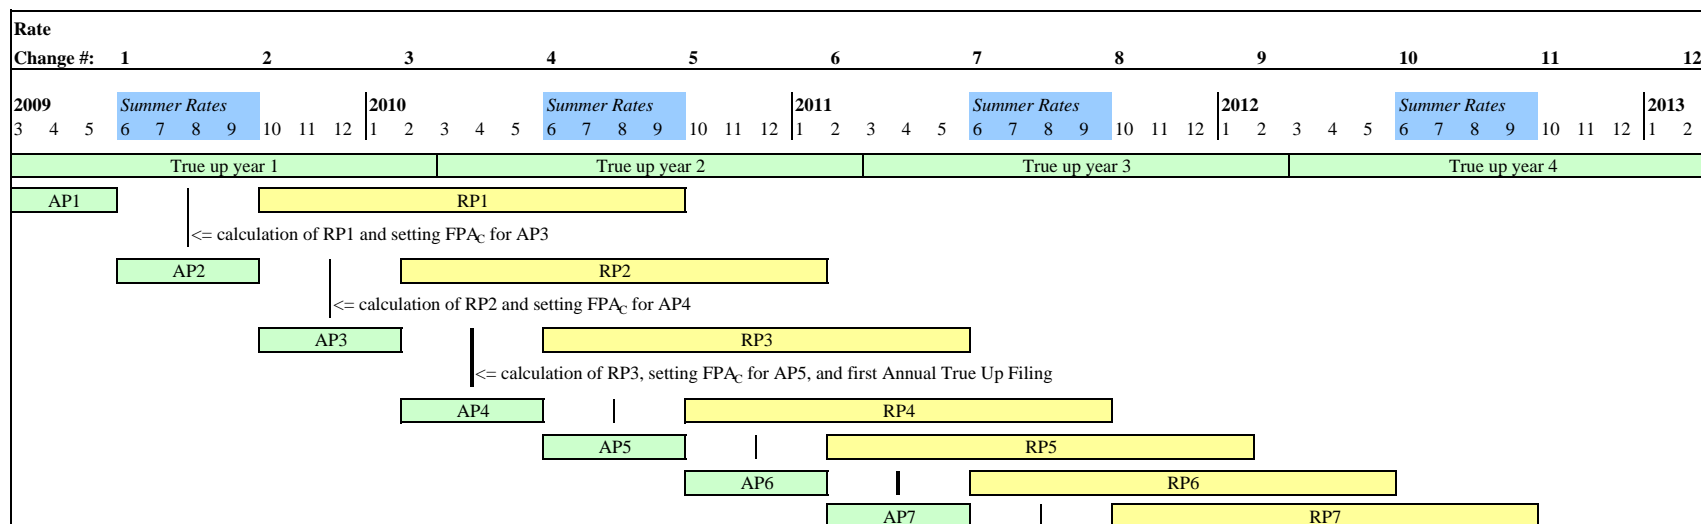 Rate
Change #: 1 2 3 4 5 6 7 8 9 10 11 12
2009 Summer Rates 2010 Summer Rates 2011 Summer Rates 2012 Summer Rates 2013
3 4 5 6 7 8 9 10 11 12 1 2 3 4 5 6 7 8 9 10 11 12 1 2 3 4 5 6 7 8 9 10 11 12 1 2 3 4 5 6 7 8 9 10 11 12 1 2
True up year 1 True up year 2 True up year 3 True up year 4
AP1 RP1
<= calculation of RP1 and setting FPAC for AP3
AP2 RP2
<= calculation of RP2 and setting FPAC for AP4
AP3 RP3
<= calculation of RP3, setting FPAC for AP5, and first Annual True Up Filing
AP4 RP4
AP5 RP5
AP6 RP6
AP7 RP7